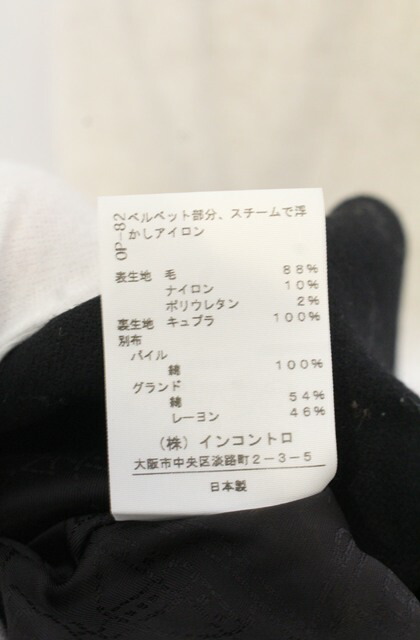 OP-82
ベルベット部分、スチームで浮
かしアイロン
表生地 毛 88%
ナイロン 10%
ポリウレタン 2%
裏生地 キュプラ 100%
別布
パイル
綿 100%
グランド
綿 54%
レーヨン 46%
(株)インコントロ
大阪市中央区淡路町2-3-5
日本製